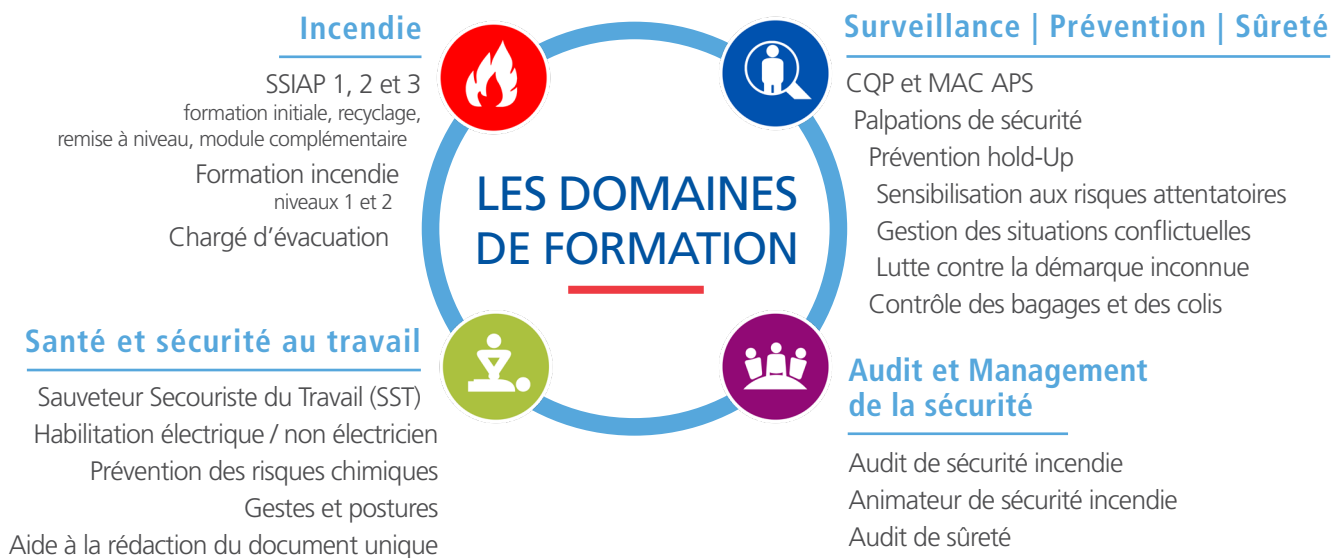 Incendie
SSIAP 1, 2 et 3
formation initiale, recyclage,
remise à niveau, module complémentaire
Formation incendie
niveaux 1 et 2
Chargé d’évacuation
LES DOMAINES
DE FORMATION
Surveillance | Prévention | Sûreté
CQP et MAC APS
Palpations de sécurité
Prévention hold-Up
Sensibilisation aux risques attentatoires
Gestion des situations conflictuelles
Lutte contre la démarque inconnue
Contrôle des bagages et des colis
Santé et sécurité au travail
Sauveteur Secouriste du Travail (SST)
Habilitation électrique / non électricien
Prévention des risques chimiques
Gestes et postures
Aide à la rédaction du document unique
Audit et Management
de la sécurité
Audit de sécurité incendie
Animateur de sécurité incendie
Audit de sûreté